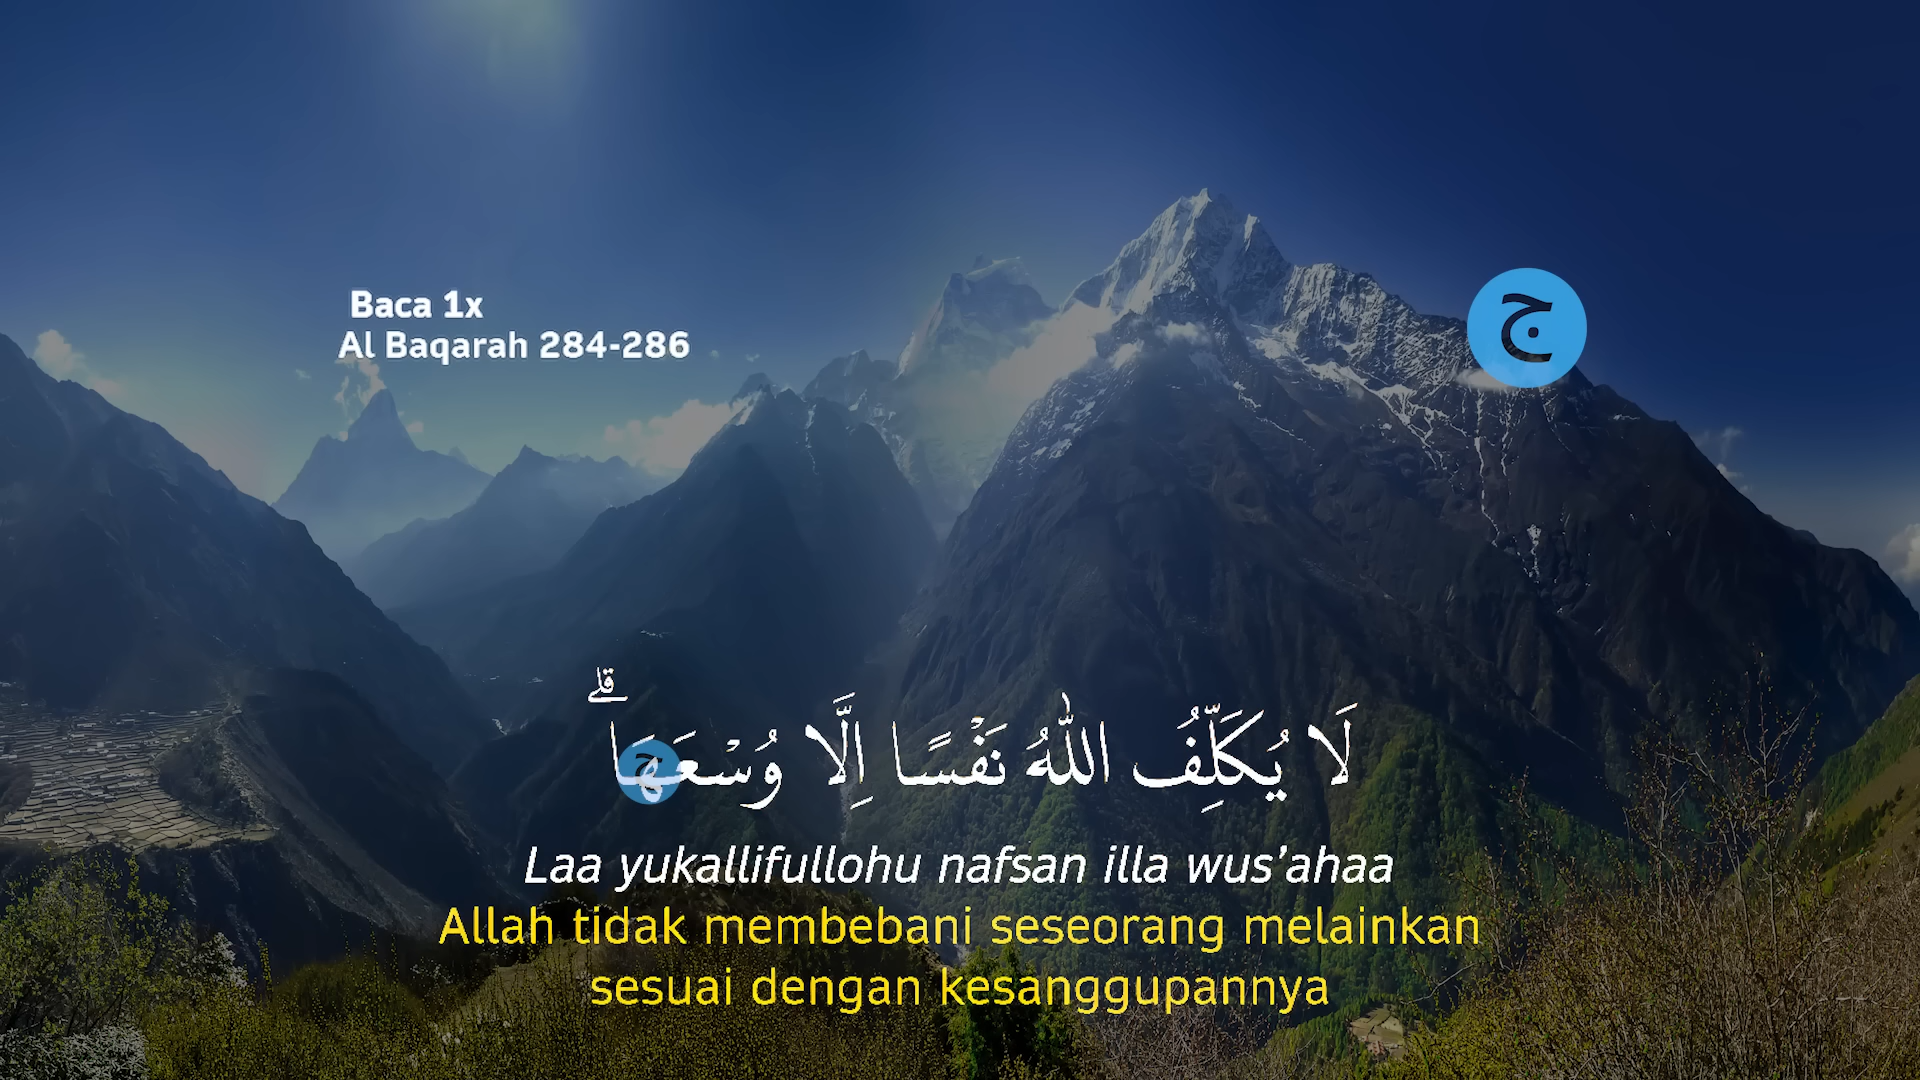 Baca 1x
Al Baqarah 284-286
ج
لَا يُكَلِّفُ اللّٰهُ نَفْسًا اِلَّا وُسْعَهَا ۗ
ج
Laa yukallifullohu nafsan illa wus’ahaa
Allah tidak membebani seseorang melainkan
sesuai dengan kesanggupannya